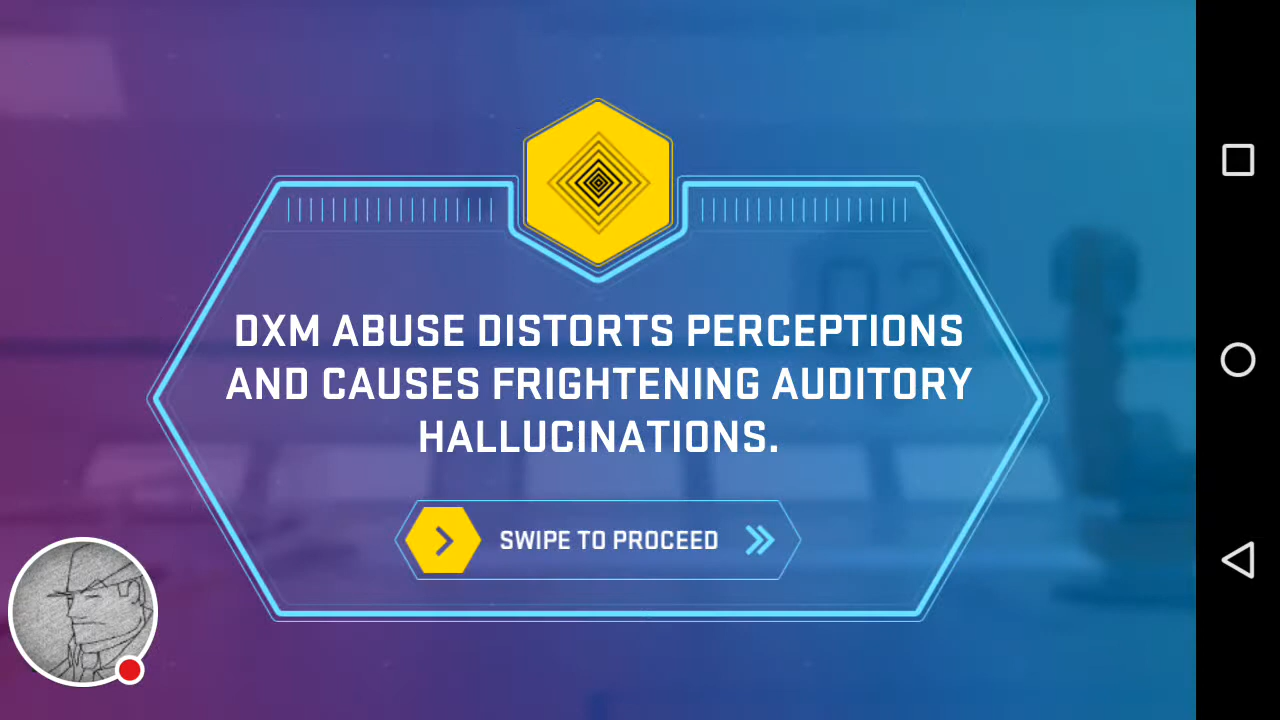 DXM ABUSE DISTORTS PERCEPTIONS
AND CAUSES FRIGHTENING AUDITORY
HALLUCINATIONS.
SWIPE TO PROCEED